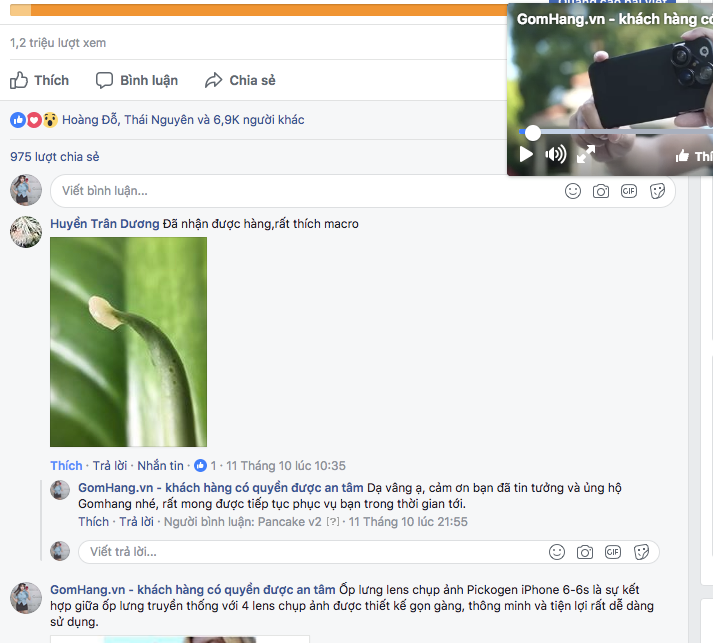 GomHang.vn - khách hàng có
1,2 triệu lượt xem
Thích Bình luận Chia sẻ
Thí
Hoàng Đỗ, Thái Nguyên và 6,9K người khác
975 lượt chia sẻ
Viết bình luận...
GIF
Huyền Trân Dương Đã nhận được hàng,rất thích macro
Thích · Trả lời · Nhắn tin · 1 · 11 Tháng 10 lúc 10:35
GomHang.vn - khách hàng có quyền được an tâm Dạ vâng ạ, cảm ơn bạn đã tin tưởng và ủng hộ
Gomhang nhé, rất mong được tiếp tục phục vụ bạn trong thời gian tới.
Thích · Trả lời · Người bình luận: Pancake v2 [?] · 11 Tháng 10 lúc 21:55
Viết trả lời...
GIF
GomHang.vn - khách hàng có quyền được an tâm Ốp lưng lens chụp ảnh Pickogen iPhone 6-6s là sự kết
hợp giữa ốp lưng truyền thống với 4 lens chụp ảnh được thiết kế gọn gàng, thông minh và tiện lợi rất dễ dàng
sử dụng.